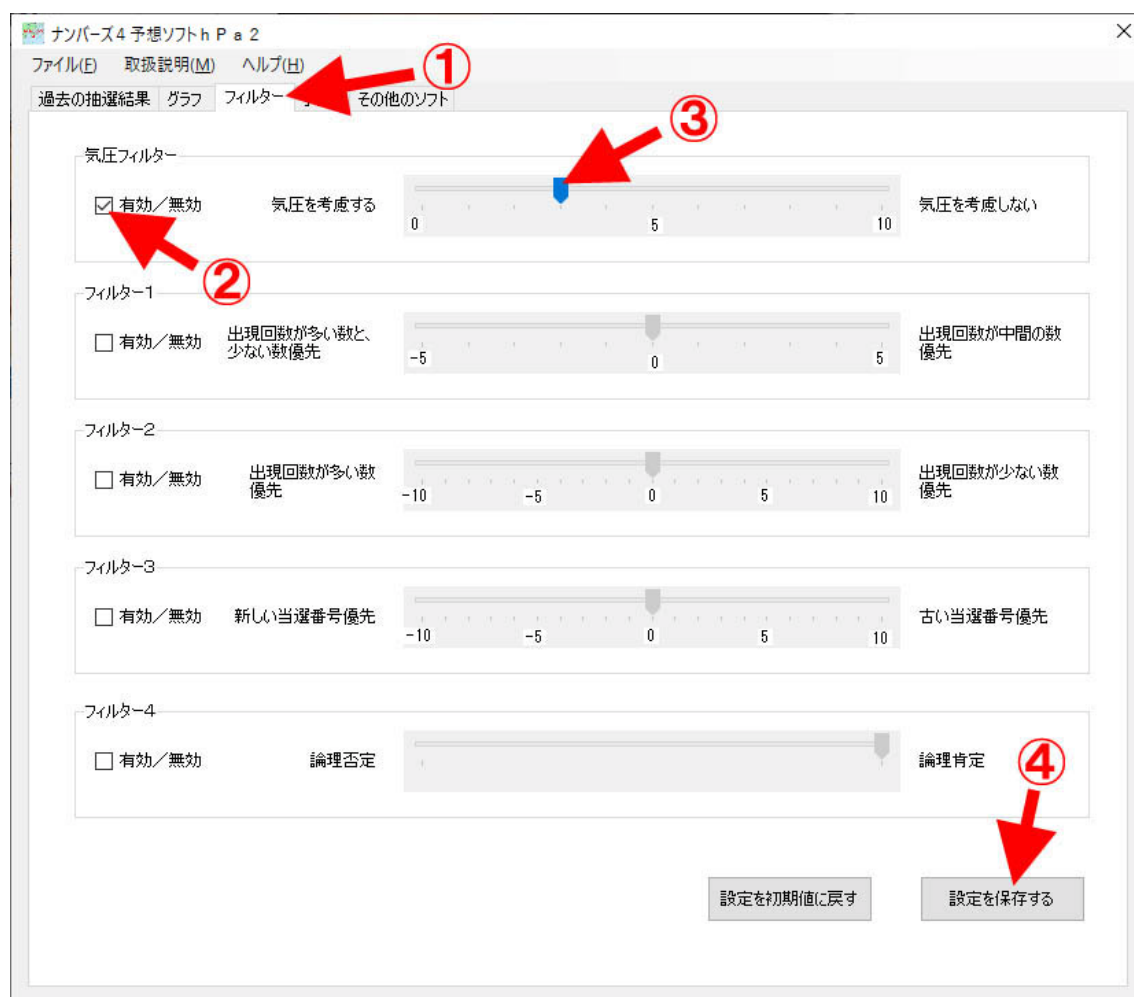 ナンバーズ4予想ソフトhPa2
ファイル(F) 取扱説明(M) ヘルプ(H)
①
過去の抽選結果 グラフ フィルター その他のソフト
③
気圧フィルター
有効/無効 気圧を考慮する 0 5 10 気圧を考慮しない
②
フィルター1
有効/無効 出現回数が多い数と、
少ない数優先 -5 0 5 出現回数が中間の数
優先
フィルター2
有効/無効 出現回数が多い数
優先 -10 -5 0 5 10 出現回数が少ない数
優先
フィルター3
有効/無効 新しい当選番号優先 -10 -5 0 5 10 古い当選番号優先
フィルター4
有効/無効 論理否定 論理肯定
④
設定を初期値に戻す 設定を保存する